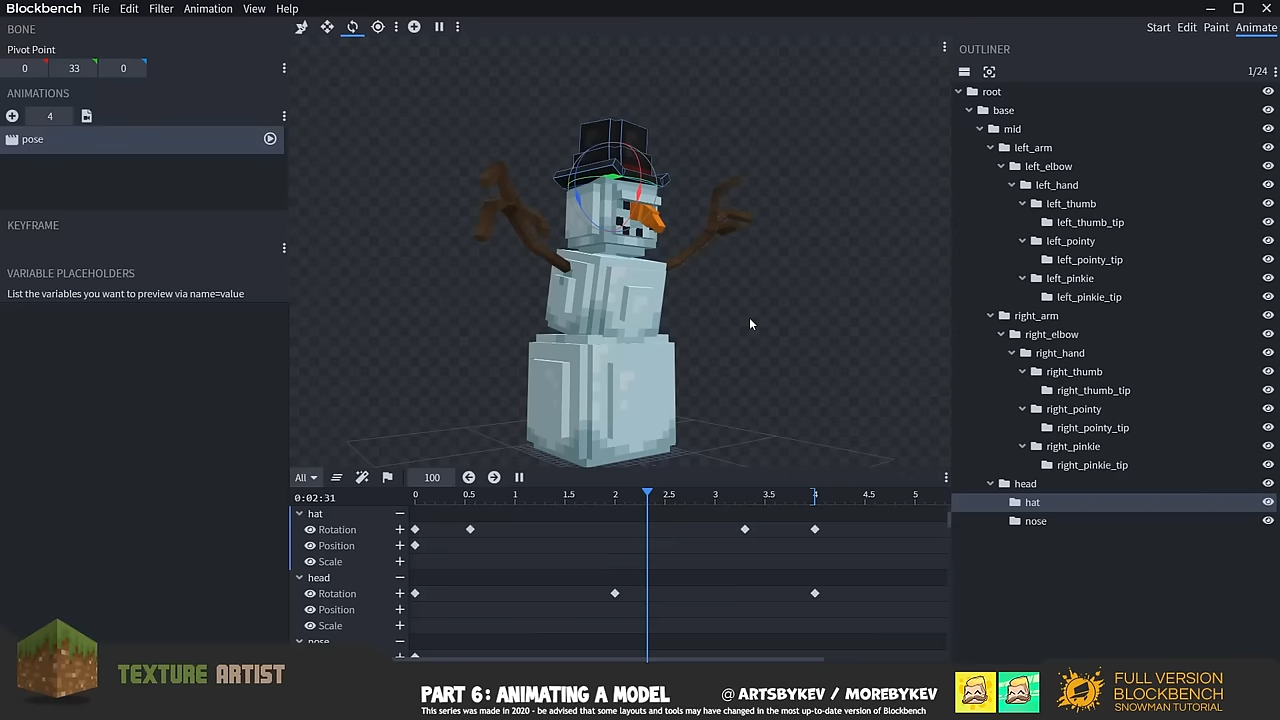 Blockbench File Edit Filter Animation View Help
Start Edit Paint Animate
BONE
Pivot Point
0 33 0
ANIMATIONS
4
pose
KEYFRAME
VARIABLE PLACEHOLDERS
List the variables you want to preview via name=value
OUTLINER
1/24
root
base
mid
left_arm
left_elbow
left_hand
left_thumb
left_thumb_tip
left_pointy
left_pointy_tip
left_pinkie
left_pinkie_tip
right_arm
right_elbow
right_hand
right_thumb
right_thumb_tip
right_pointy
right_pointy_tip
right_pinkie
right_pinkie_tip
head
hat
nose
All 100
0:02:31 0 0.5 1 1.5 2 2.5 3 3.5 4 4.5 5
hat
Rotation
Position
Scale
head
Rotation
Position
Scale
nose
TEXTURE ARTIST
PART 6: ANIMATING A MODEL
@ARTSBYKEV / MOREBYKEV
This series was made in 2020 - be advised that some layouts and tools may have changed in the most up-to-date version of Blockbench
FULL VERSION
BLOCKBENCH
SNOWMAN TUTORIAL